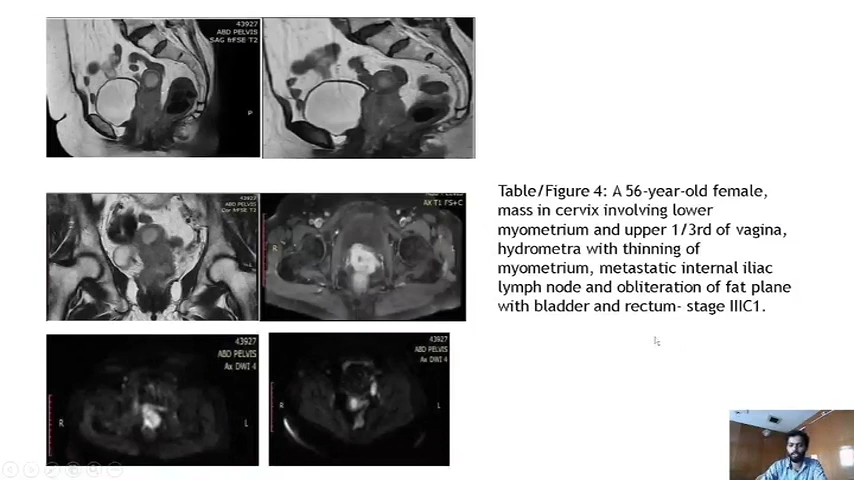 43927
ABD PELVIS
SAG frFSE T2
P
Table/Figure 4: A 56-year-old female,
mass in cervix involving lower
myometrium and upper 1/3rd of vagina,
hydrometra with thinning of
myometrium, metastatic internal iliac
lymph node and obliteration of fat plane
with bladder and rectum- stage IIIC1.
43927
ABD PELVIS
Cor frFSE T2
AX T1 FS+C
R
43927
ABD PELVIS
Ax DWI 4
R
L
43927
ABD PELVIS
Ax DWI 4
R
L